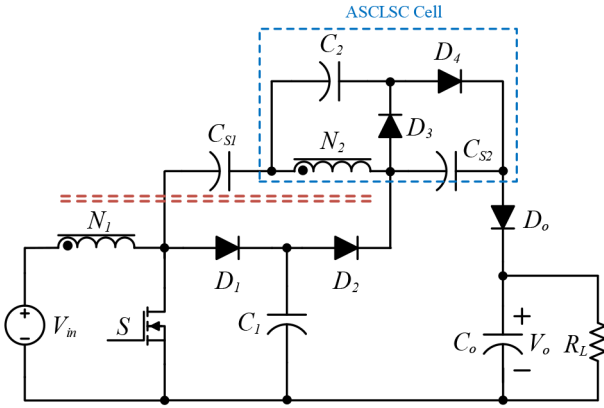 ASCLSC Cell
C2
D4
D3
CS1
N2
CS2
N1
Do
D1
D2
Vin
S
C1
Co
+
Vo
−
RL